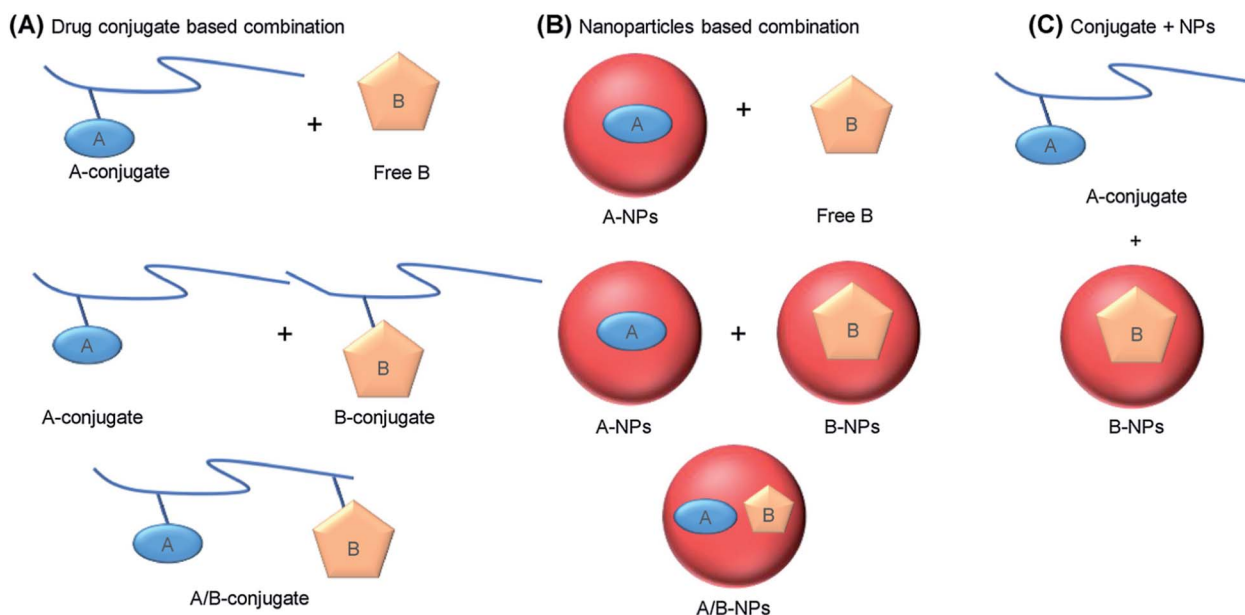 (A) Drug conjugate based combination
A
A-conjugate
+
B
Free B
A
A-conjugate
+
B
B-conjugate
A
B
A/B-conjugate
(B) Nanoparticles based combination
A
A-NPs
+
B
Free B
A
A-NPs
+
B
B-NPs
A
B
A/B-NPs
(C) Conjugate + NPs
A
A-conjugate
+
B
B-NPs